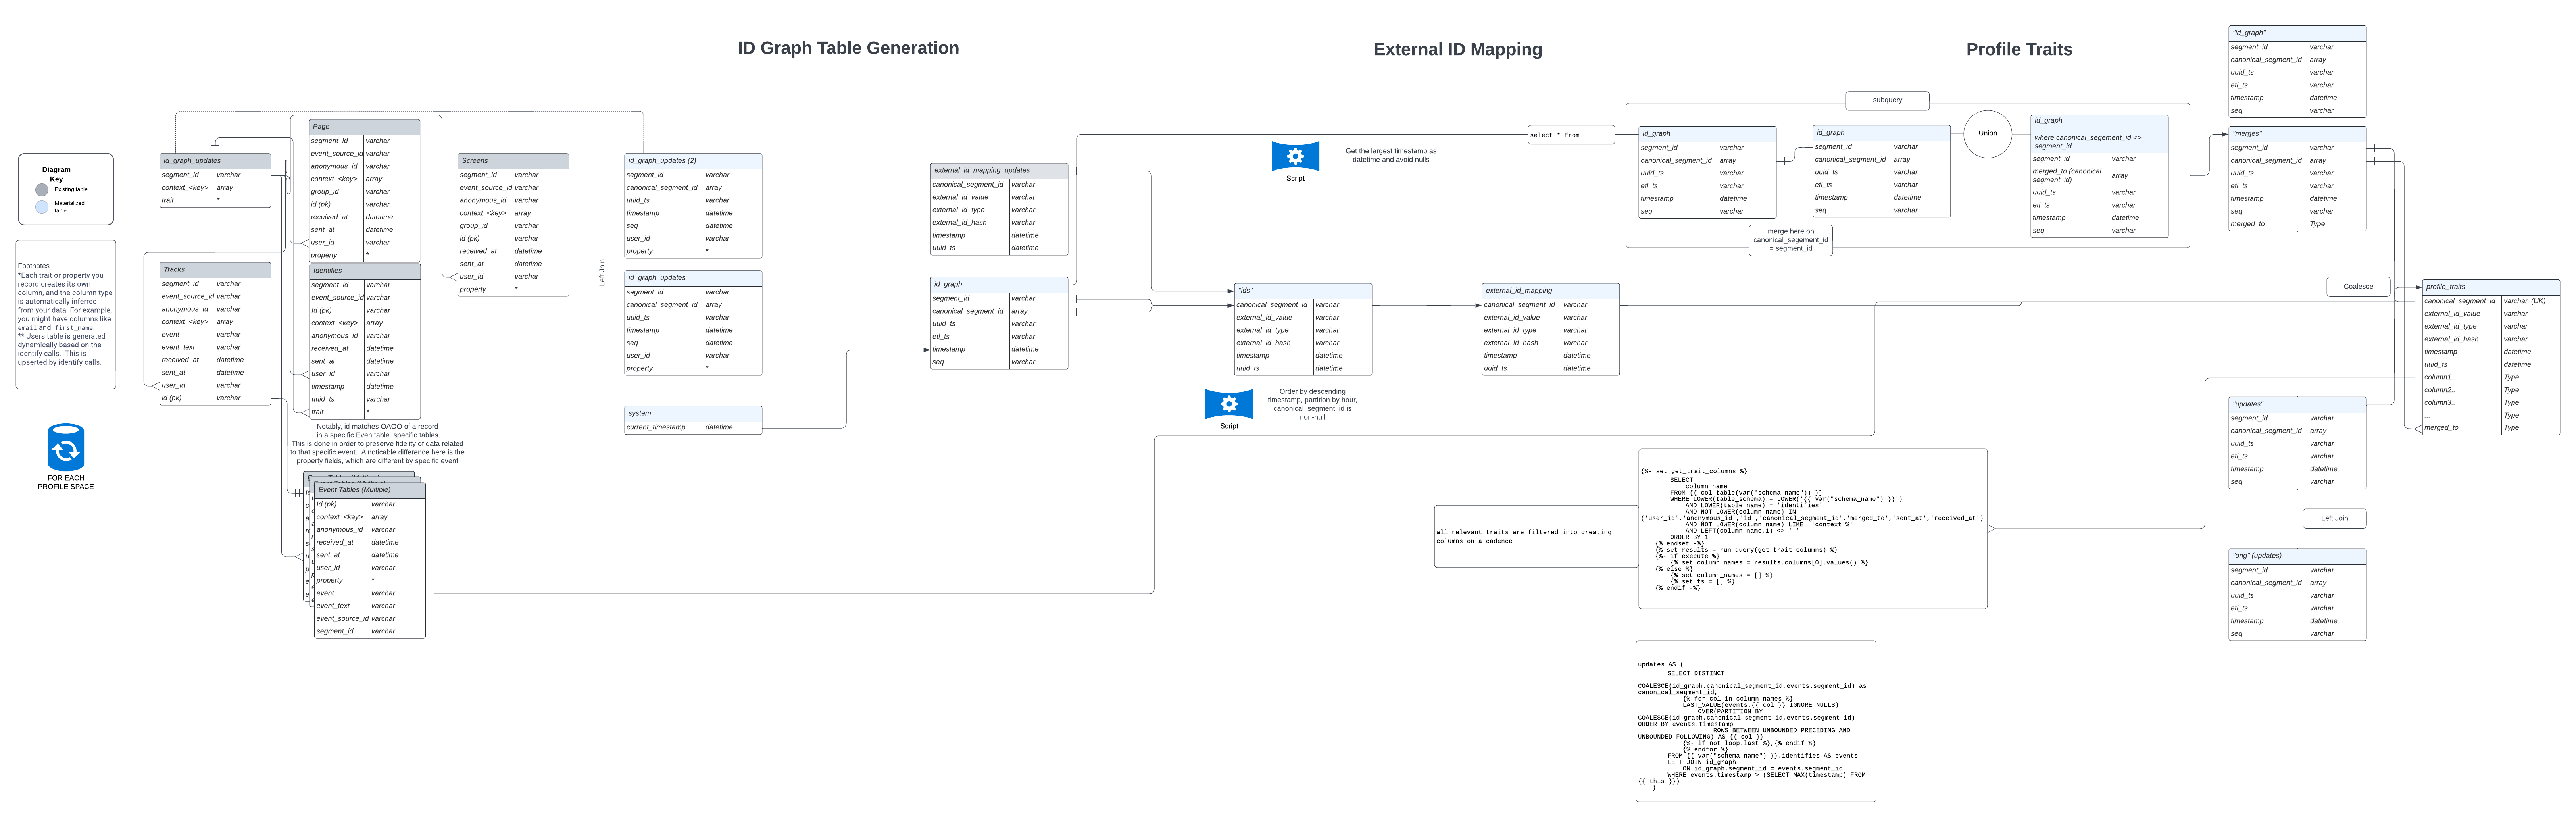 ID Graph Table Generation
External ID Mapping
Profile Traits
Diagram
Key
Existing table
Materialized
table
Footnotes
*Each trait or property you
record creates its own
column, and the column type
is automatically inferred
from your data. For example,
you might have columns like
email and first_name.
** Users table is generated
dynamically based on the
identify calls. This is
upserted by identify calls.
FOR EACH
PROFILE SPACE
id_graph_updates
segment_id varchar
context_<key> array
trait *
Tracks
segment_id varchar
event_source_id varchar
anonymous_id varchar
context_<key> array
event varchar
event_text varchar
received_at datetime
sent_at datetime
user_id varchar
id (pk) varchar
Page
segment_id varchar
event_source_id varchar
anonymous_id varchar
context_<key> array
group_id varchar
id (pk) varchar
received_at datetime
sent_at datetime
user_id varchar
property *
Identifies
segment_id varchar
event_source_id varchar
Id (pk) varchar
context_<key> array
anonymous_id varchar
received_at datetime
sent_at datetime
user_id varchar
timestamp datetime
uuid_ts varchar
trait *
Notably, id matches OAOO of a record
in a specific Even table specific tables.
This is done in order to preserve fidelity of data related
to that specific event. A noticable difference here is the
property fields, which are different by specific event
Event Tables (Multiple)
Id (pk) varchar
context_<key> array
anonymous_id varchar
received_at datetime
sent_at datetime
user_id varchar
property *
event varchar
event_text varchar
event_source_id varchar
segment_id varchar
Screens
segment_id varchar
event_source_id varchar
anonymous_id varchar
context_<key> array
group_id varchar
id (pk) varchar
received_at datetime
sent_at datetime
user_id varchar
property *
Left Join
id_graph_updates (2)
segment_id varchar
canonical_segment_id array
uuid_ts varchar
timestamp datetime
seq datetime
user_id varchar
property *
id_graph_updates
segment_id varchar
canonical_segment_id array
uuid_ts varchar
timestamp datetime
seq datetime
user_id varchar
property *
system
current_timestamp datetime
external_id_mapping_updates
canonical_segment_id varchar
external_id_value varchar
external_id_type varchar
external_id_hash varchar
timestamp datetime
uuid_ts datetime
id_graph
segment_id varchar
canonical_segment_id array
uuid_ts varchar
etl_ts varchar
timestamp datetime
seq varchar
Script
Get the largest timestamp as
datetime and avoid nulls
"ids"
canonical_segment_id varchar
external_id_value varchar
external_id_type varchar
external_id_hash varchar
timestamp datetime
uuid_ts datetime
Script
Order by descending
timestamp, partition by hour,
canonical_segment_id is
non-null
external_id_mapping
canonical_segment_id varchar
external_id_value varchar
external_id_type varchar
external_id_hash varchar
timestamp datetime
uuid_ts datetime
select * from
subquery
id_graph
segment_id varchar
canonical_segment_id array
uuid_ts varchar
etl_ts varchar
timestamp datetime
seq varchar
id_graph
segment_id varchar
canonical_segment_id array
uuid_ts varchar
etl_ts varchar
timestamp datetime
seq varchar
Union
id_graph
where canonical_segement_id <>
segment_id
segment_id varchar
merged_to (canonical
segment_id) array
uuid_ts varchar
etl_ts varchar
timestamp datetime
seq varchar
merge here on
canonical_segement_id
= segment_id
all relevant traits are filtered into creating
columns on a cadence
{%- set get_trait_columns %}
SELECT
column_name
FROM {{ col_table(var("schema_name")) }}
WHERE LOWER(table_schema) = LOWER('{{ var("schema_name") }}')
AND LOWER(table_name) = 'identifies'
AND NOT LOWER(column_name) IN
('user_id','anonymous_id','id','canonical_segment_id','merged_to','sent_at','received_at')
AND NOT LOWER(column_name) LIKE 'context_%'
AND LEFT(column_name,1) <> '_'
ORDER BY 1
{% endset -%}
{% set results = run_query(get_trait_columns) %}
{%- if execute %}
{% set column_names = results.columns[0].values() %}
{% else %}
{% set column_names = [] %}
{% set ts = [] %}
{% endif -%}
updates AS (
SELECT DISTINCT
COALESCE(id_graph.canonical_segment_id,events.segment_id) as
canonical_segment_id,
{% for col in column_names %}
LAST_VALUE(events.{{ col }} IGNORE NULLS)
OVER(PARTITION BY
COALESCE(id_graph.canonical_segment_id,events.segment_id)
ORDER BY events.timestamp
ROWS BETWEEN UNBOUNDED PRECEDING AND
UNBOUNDED FOLLOWING) AS {{ col }}
{%- if not loop.last %},{% endif %}
{% endfor %}
FROM {{ var("schema_name") }}.identifies AS events
LEFT JOIN id_graph
ON id_graph.segment_id = events.segment_id
WHERE events.timestamp > (SELECT MAX(timestamp) FROM
{{ this }})
)
"id_graph"
segment_id varchar
canonical_segment_id array
uuid_ts varchar
etl_ts varchar
timestamp datetime
seq varchar
"merges"
segment_id varchar
canonical_segment_id array
uuid_ts varchar
etl_ts varchar
timestamp datetime
seq varchar
merged_to Type
Coalesce
"updates"
segment_id varchar
canonical_segment_id array
uuid_ts varchar
etl_ts varchar
timestamp datetime
seq varchar
Left Join
"orig" (updates)
segment_id varchar
canonical_segment_id array
uuid_ts varchar
etl_ts varchar
timestamp datetime
seq varchar
profile_traits
canonical_segment_id varchar, (UK)
external_id_value varchar
external_id_type varchar
external_id_hash varchar
timestamp datetime
uuid_ts datetime
column1.. Type
column2.. Type
column3.. Type
... Type
merged_to Type